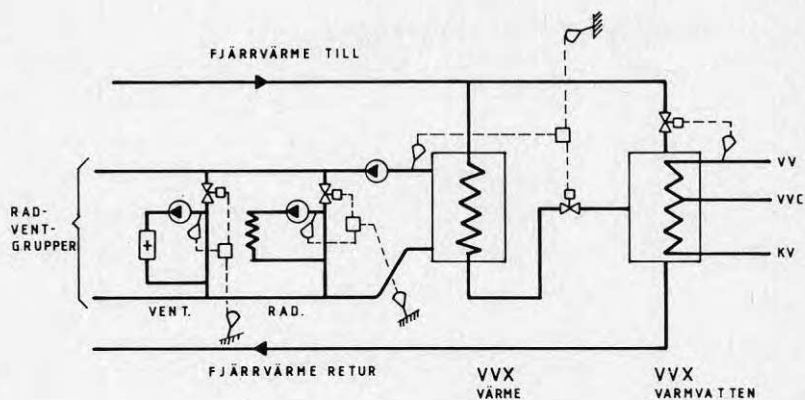 FJÄRRVÄRME TILL
VV
VVC
KV
RAD-
VENT-
GRUPPER
VENT.
RAD.
FJÄRRVÄRME RETUR
VVX
VÄRME
VVX
VARMVATTEN